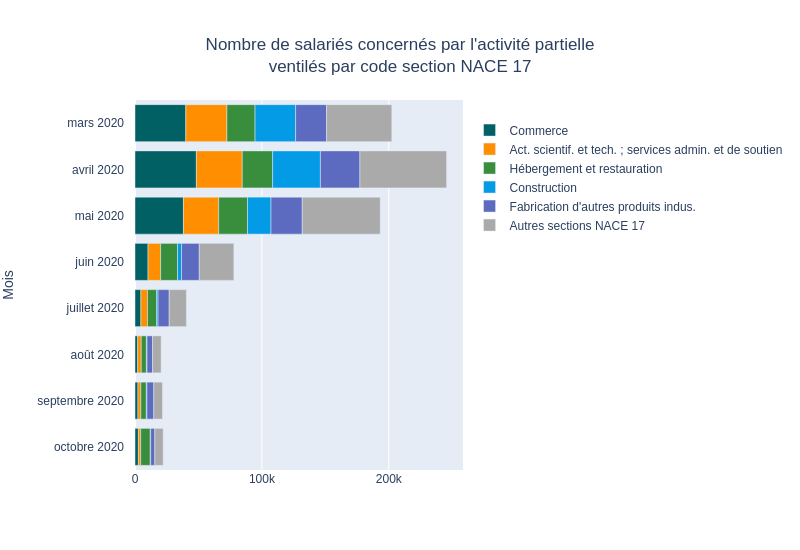 Nombre de salariés concernés par l'activité partielle
ventilés par code section NACE 17
mars 2020
avril 2020
mai 2020
juin 2020
juillet 2020
août 2020
septembre 2020
octobre 2020
Mois
0
100k
200k
Commerce
Act. scientif. et tech. ; services admin. et de soutien
Hébergement et restauration
Construction
Fabrication d'autres produits indus.
Autres sections NACE 17